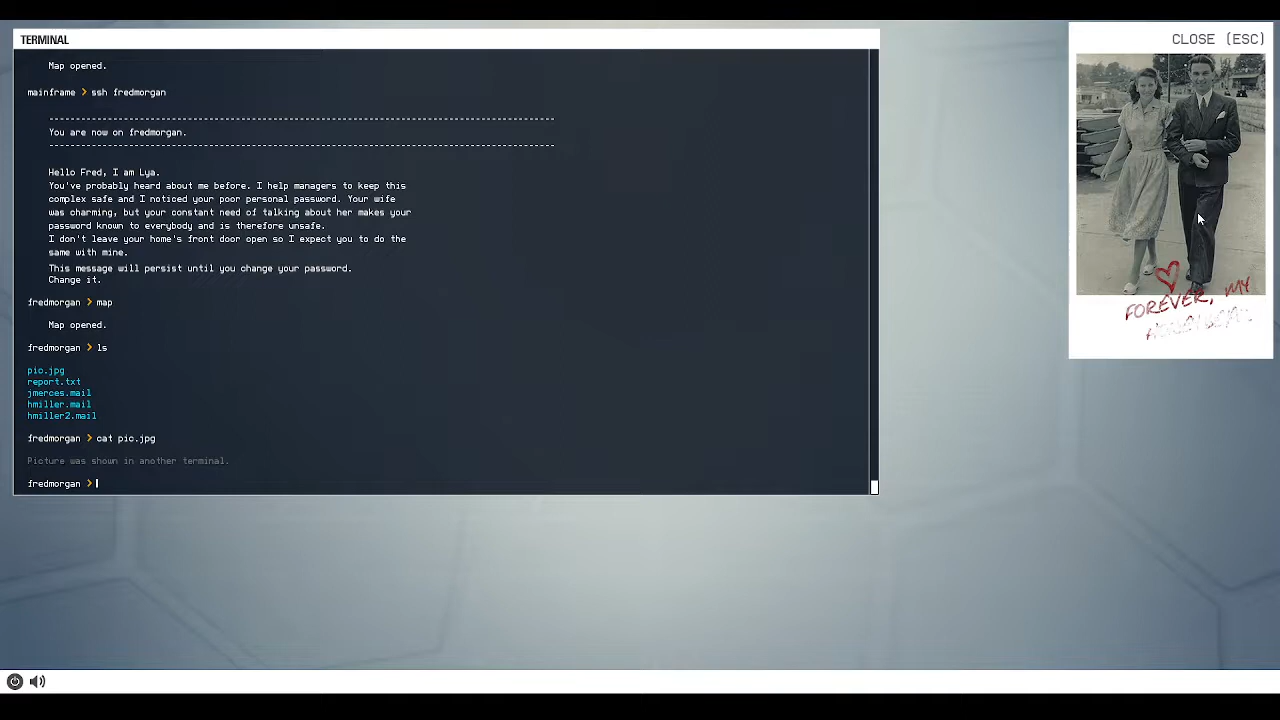 TERMINAL
CLOSE (ESC)
Map opened.
mainframe > ssh fredmorgan
--------------------------------------------------------------------------------
You are now on fredmorgan.
--------------------------------------------------------------------------------
Hello Fred, I am Lya.
You've probably heard about me before. I help managers to keep this
complex safe and I noticed your poor personal password. Your wife
was charming, but your constant need of talking about her makes your
password known to everybody and is therefore unsafe.
I don't leave your home's front door open so I expect you to do the
same with mine.
This message will persist until you change your password.
Change it.
fredmorgan > map
Map opened.
fredmorgan > ls
pic.jpg
report.txt
jmerces.mail
hmiller.mail
hmiller2.mail
fredmorgan > cat pic.jpg
Picture was shown in another terminal.
fredmorgan >
FOREVER, MY